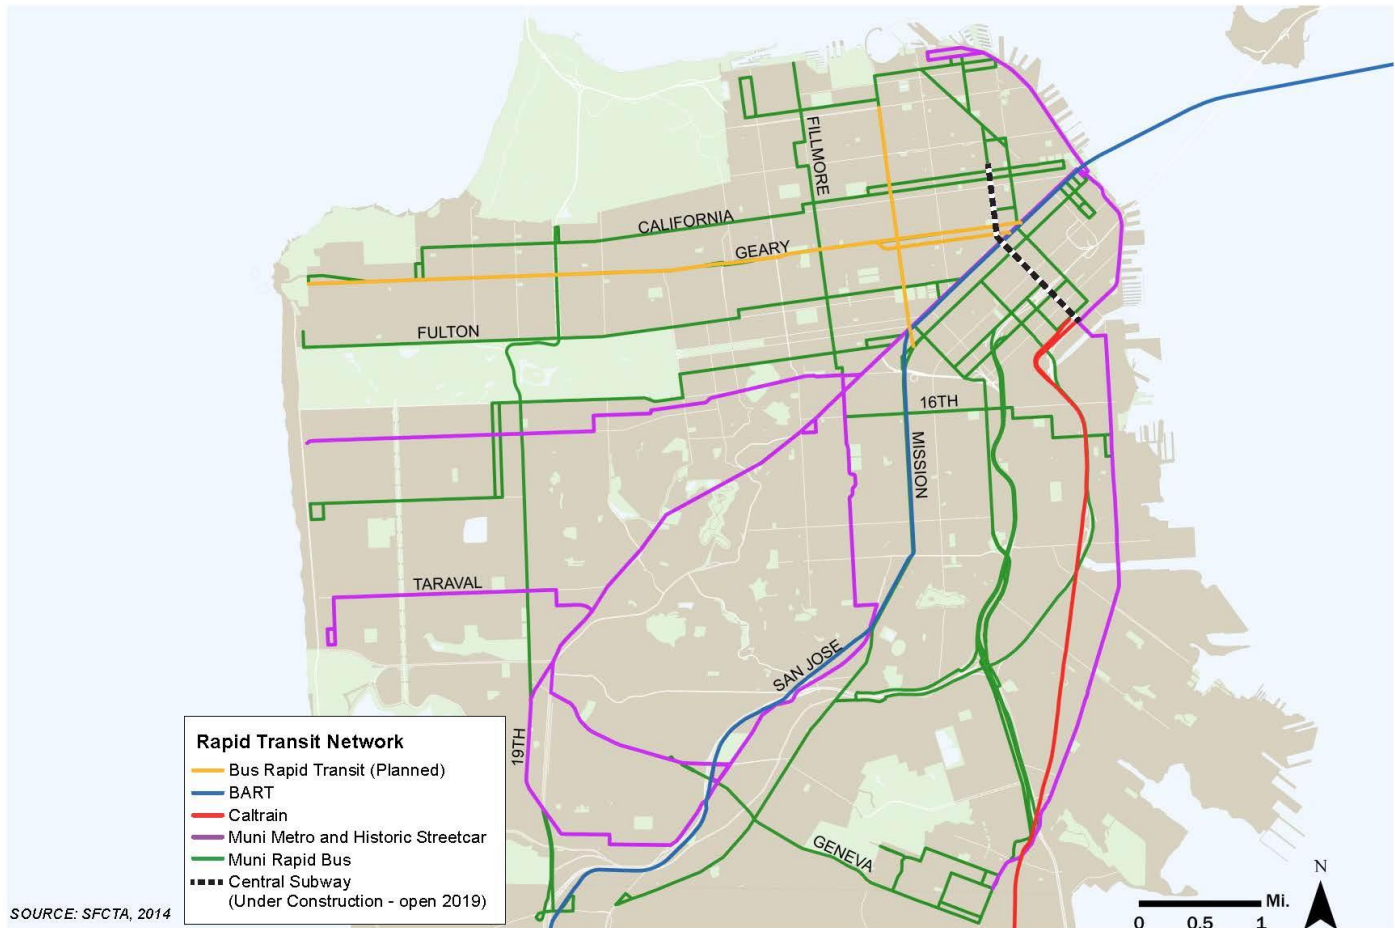 FILLMORE
CALIFORNIA
GEARY
FULTON
16TH
MISSION
TARAVAL
SAN JOSE
19TH
GENEVA
Rapid Transit Network
Bus Rapid Transit (Planned)
BART
Caltrain
Muni Metro and Historic Streetcar
Muni Rapid Bus
Central Subway
(Under Construction - open 2019)
SOURCE: SFCTA, 2014
N
Mi.
0 0.5 1